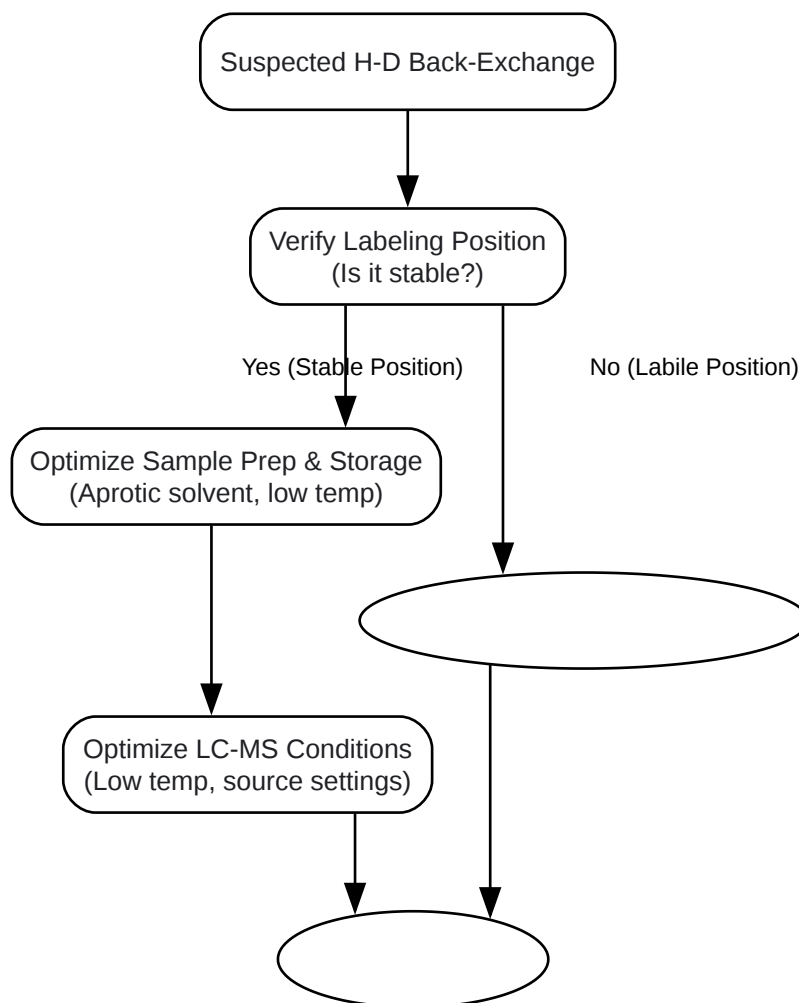 Suspected H-D Back-Exchange
Verify Labeling Position
(Is it stable?)
Yes (Stable Position)
No (Labile Position)
Optimize Sample Prep & Storage
(Aprotic solvent, low temp)
Optimize LC-MS Conditions
(Low temp, source settings)